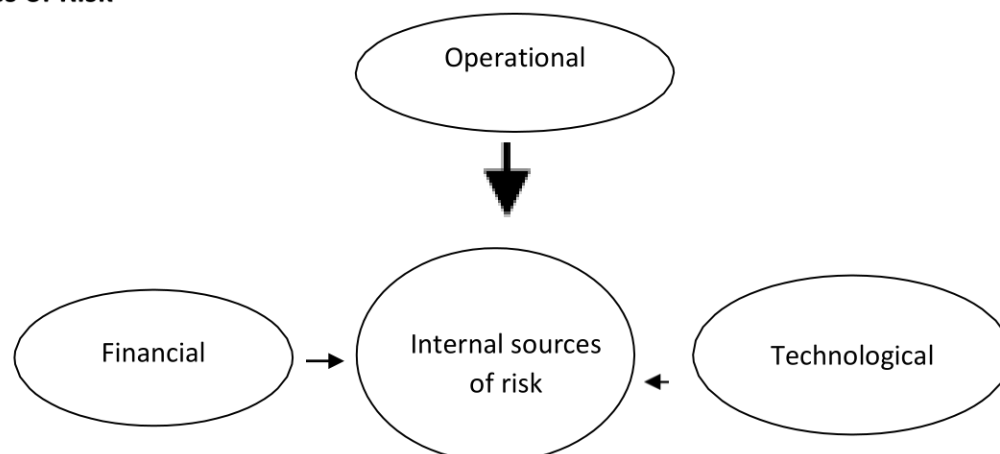 Operational
Financial
Internal sources
of risk
Technological